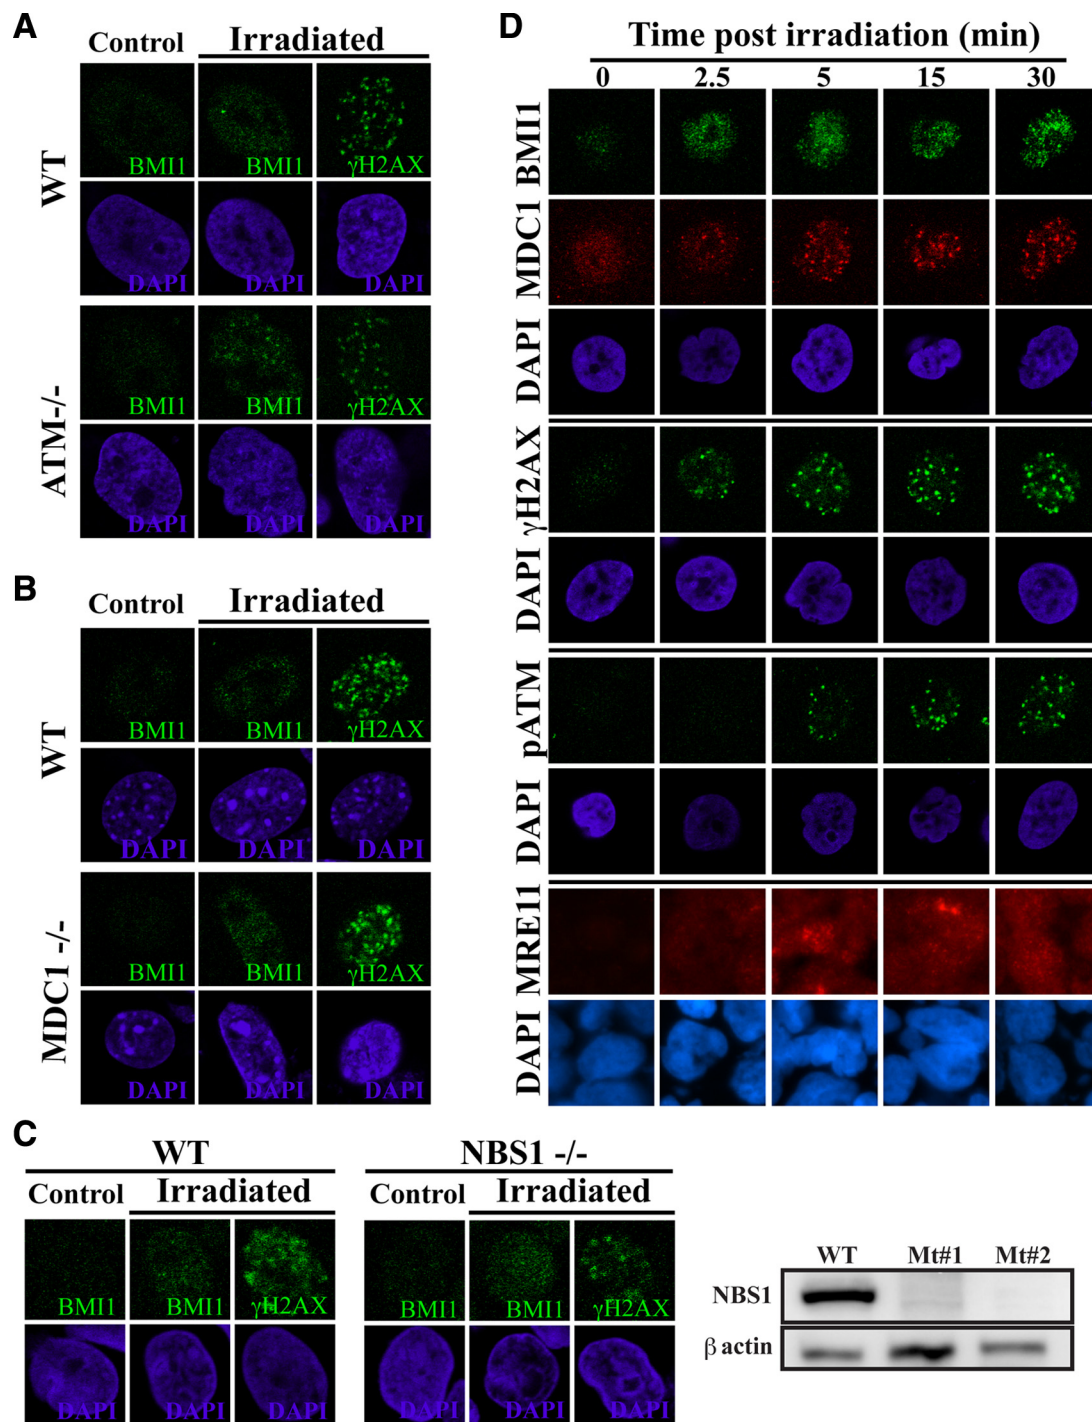 A
Control Irradiated
WT
BMI1 BMI1 γH2AX
DAPI DAPI DAPI
ATM-/-
BMI1 BMI1 γH2AX
DAPI DAPI DAPI
B
Control Irradiated
WT
BMI1 BMI1 γH2AX
DAPI DAPI DAPI
MDC1 -/-
BMI1 BMI1 γH2AX
DAPI DAPI DAPI
C
WT
Control Irradiated
BMI1 BMI1 γH2AX
DAPI DAPI DAPI
NBS1 -/-
Control Irradiated
BMI1 BMI1 γH2AX
DAPI DAPI DAPI
WT Mt#1 Mt#2
NBS1
β actin
D
Time post irradiation (min)
0 2.5 5 15 30
BMI1
MDC1
DAPI
γH2AX
DAPI
pATM
DAPI
MRE11
DAPI